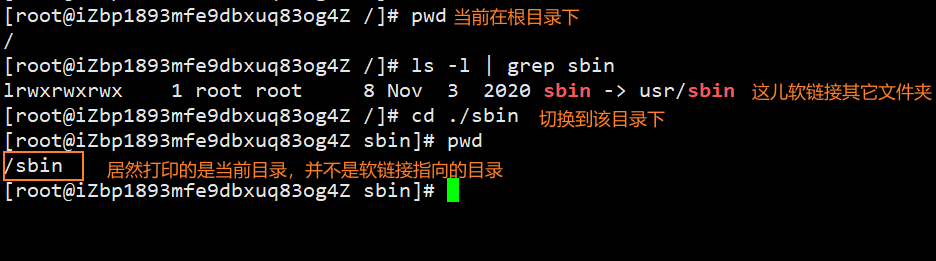 [root@iZbp1893mfe9dbxuq83og4Z /]# pwd 当前在根目录下
/
[root@iZbp1893mfe9dbxuq83og4Z /]# ls -l | grep sbin
lrwxrwxrwx    1 root root     8 Nov  3  2020 sbin -> usr/sbin 这儿软链接其它文件夹
[root@iZbp1893mfe9dbxuq83og4Z /]# cd ./sbin 切换到该目录下
[root@iZbp1893mfe9dbxuq83og4Z sbin]# pwd
/sbin 居然打印的是当前目录，并不是软链接指向的目录
[root@iZbp1893mfe9dbxuq83og4Z sbin]#